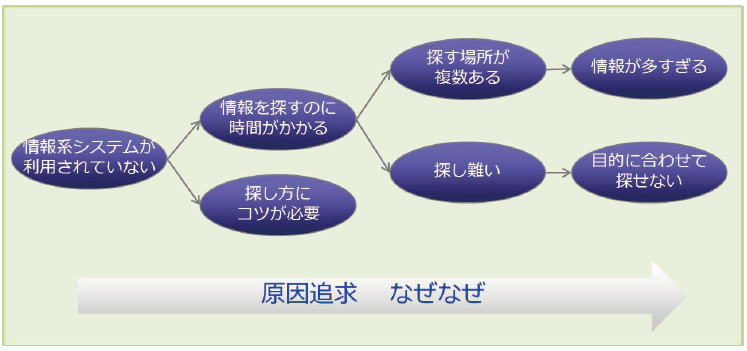 情報系システムが
利用されていない
情報を探すのに
時間がかかる
探し方に
コツが必要
探す場所が
複数ある
情報が多すぎる
探し難い
目的に合わせて
探せない
原因追求 なぜなぜ